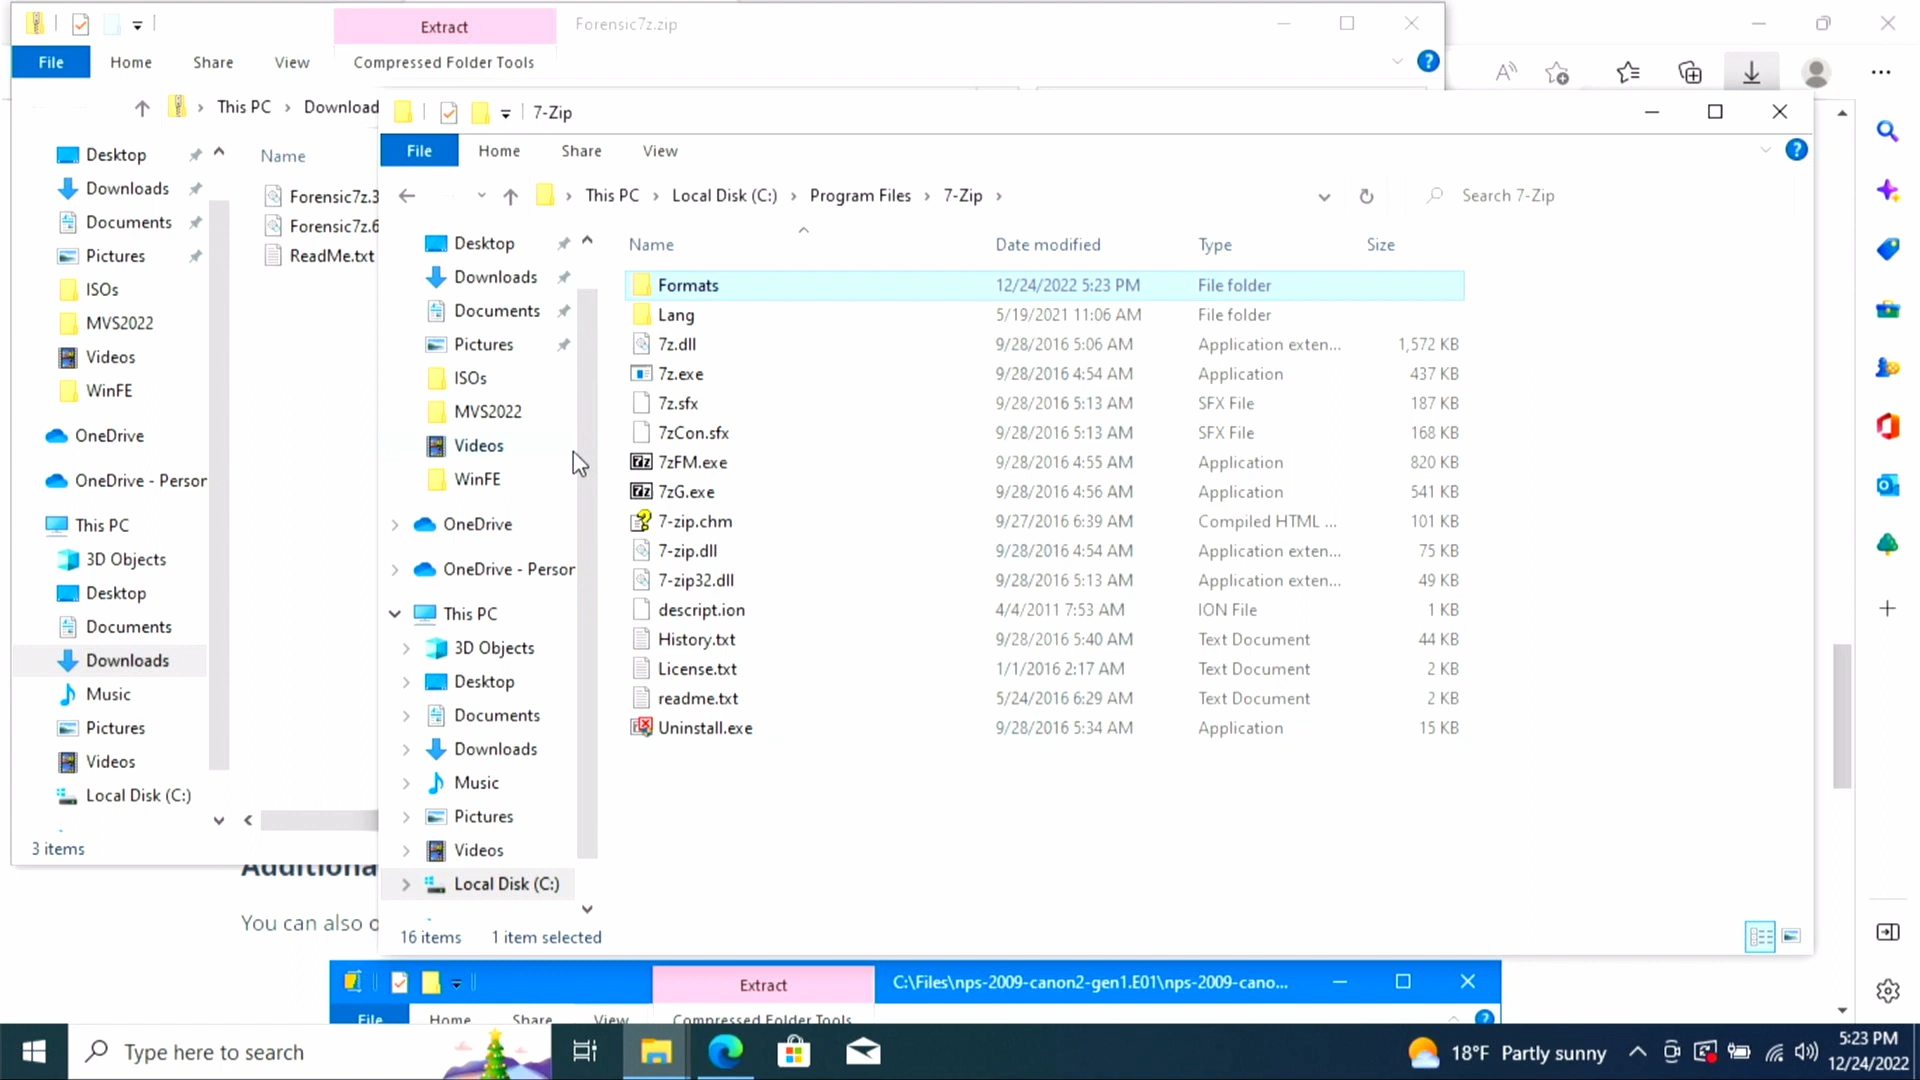 Extract
Forensic7z.zip
File
Home
Share
View
Compressed Folder Tools
This PC
Download
Desktop
Downloads
Documents
Pictures
ISOs
MVS2022
Videos
WinFE
OneDrive
OneDrive - Person
This PC
3D Objects
Desktop
Documents
Downloads
Music
Pictures
Videos
Local Disk (C:)
3 items
Name
Forensic7z.3
Forensic7z.6
ReadMe.txt
7-Zip
File
Home
Share
View
This PC
Local Disk (C:)
Program Files
7-Zip
Search 7-Zip
Desktop
Downloads
Documents
Pictures
ISOs
MVS2022
Videos
WinFE
OneDrive
OneDrive - Person
This PC
3D Objects
Desktop
Documents
Downloads
Music
Pictures
Videos
Local Disk (C:)
Name Date modified Type Size
Formats 12/24/2022 5:23 PM File folder
Lang 5/19/2021 11:06 AM File folder
7z.dll 9/28/2016 5:06 AM Application exten... 1,572 KB
7z.exe 9/28/2016 4:54 AM Application 437 KB
7z.sfx 9/28/2016 5:13 AM SFX File 187 KB
7zCon.sfx 9/28/2016 5:13 AM SFX File 168 KB
7zFM.exe 9/28/2016 4:55 AM Application 820 KB
7zG.exe 9/28/2016 4:56 AM Application 541 KB
7-zip.chm 9/27/2016 6:39 AM Compiled HTML ... 101 KB
7-zip.dll 9/28/2016 4:54 AM Application exten... 75 KB
7-zip32.dll 9/28/2016 5:13 AM Application exten... 49 KB
descript.ion 4/4/2011 7:53 AM ION File 1 KB
History.txt 9/28/2016 5:40 AM Text Document 44 KB
License.txt 1/1/2016 2:17 AM Text Document 2 KB
readme.txt 5/24/2016 6:29 AM Text Document 2 KB
Uninstall.exe 9/28/2016 5:34 AM Application 15 KB
16 items 1 item selected
Additiona
You can also o
Extract
C:\Files\nps-2009-canon2-gen1.E01\nps-2009-cano...
File
Home
Share
View
Compressed Folder Tools
Type here to search
18°F Partly sunny
5:23 PM
12/24/2022